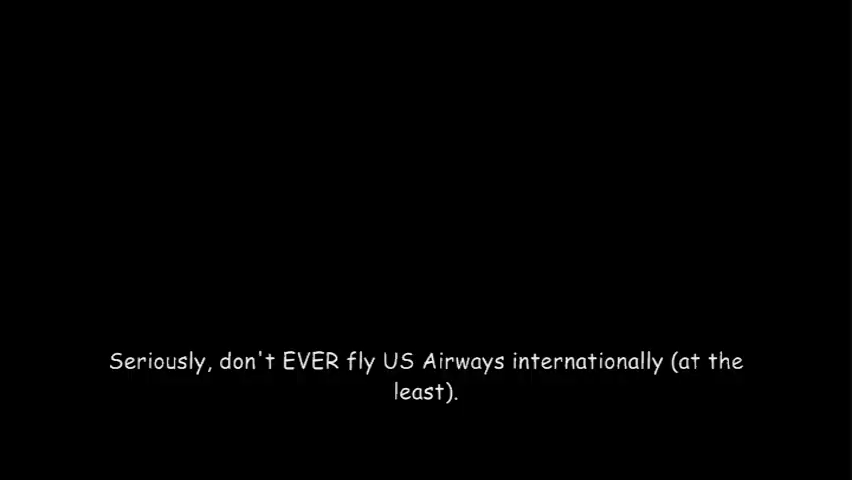 Seriously, don't EVER fly US Airways internationally (at the
least).